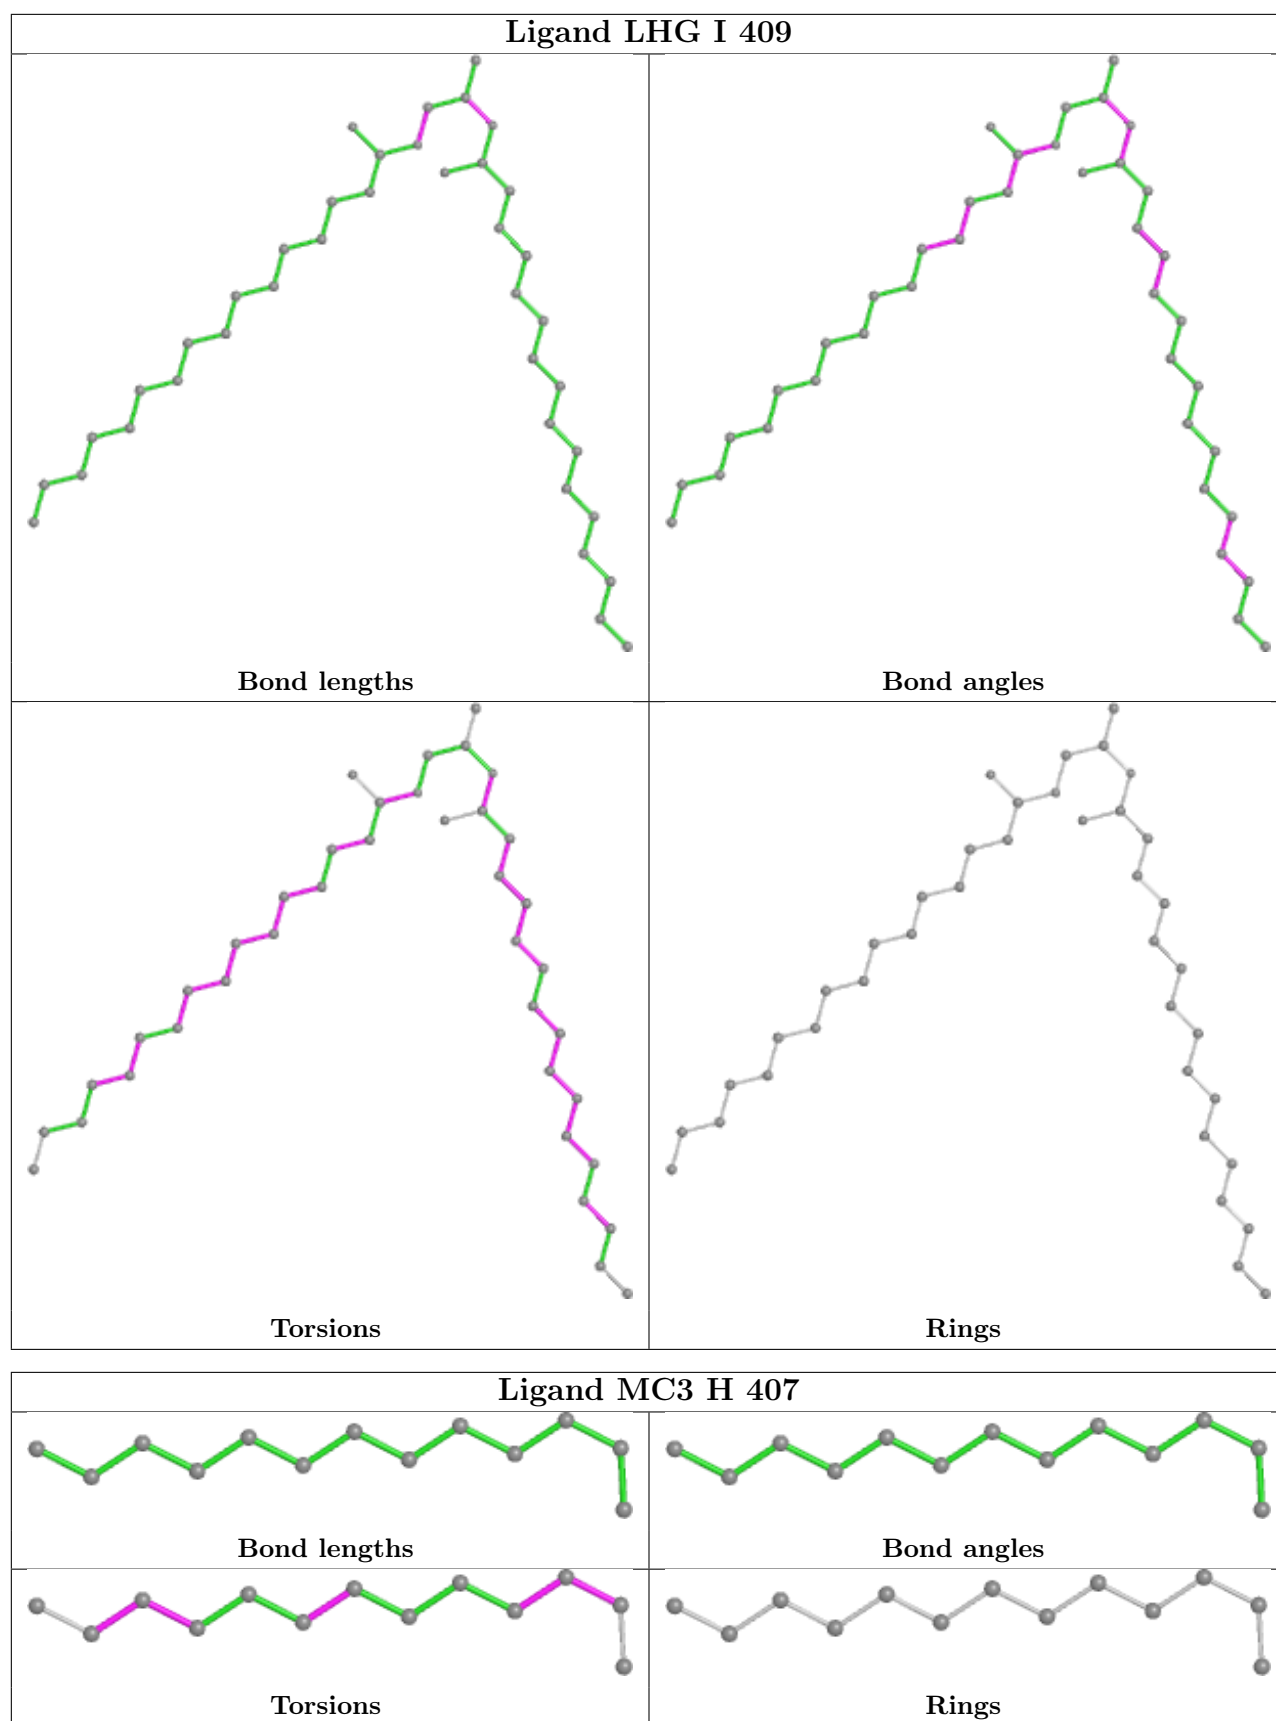 Ligand LHG I 409
Bond lengths
Bond angles
Torsions
Rings
Ligand MC3 H 407
Bond lengths
Bond angles
Torsions
Rings